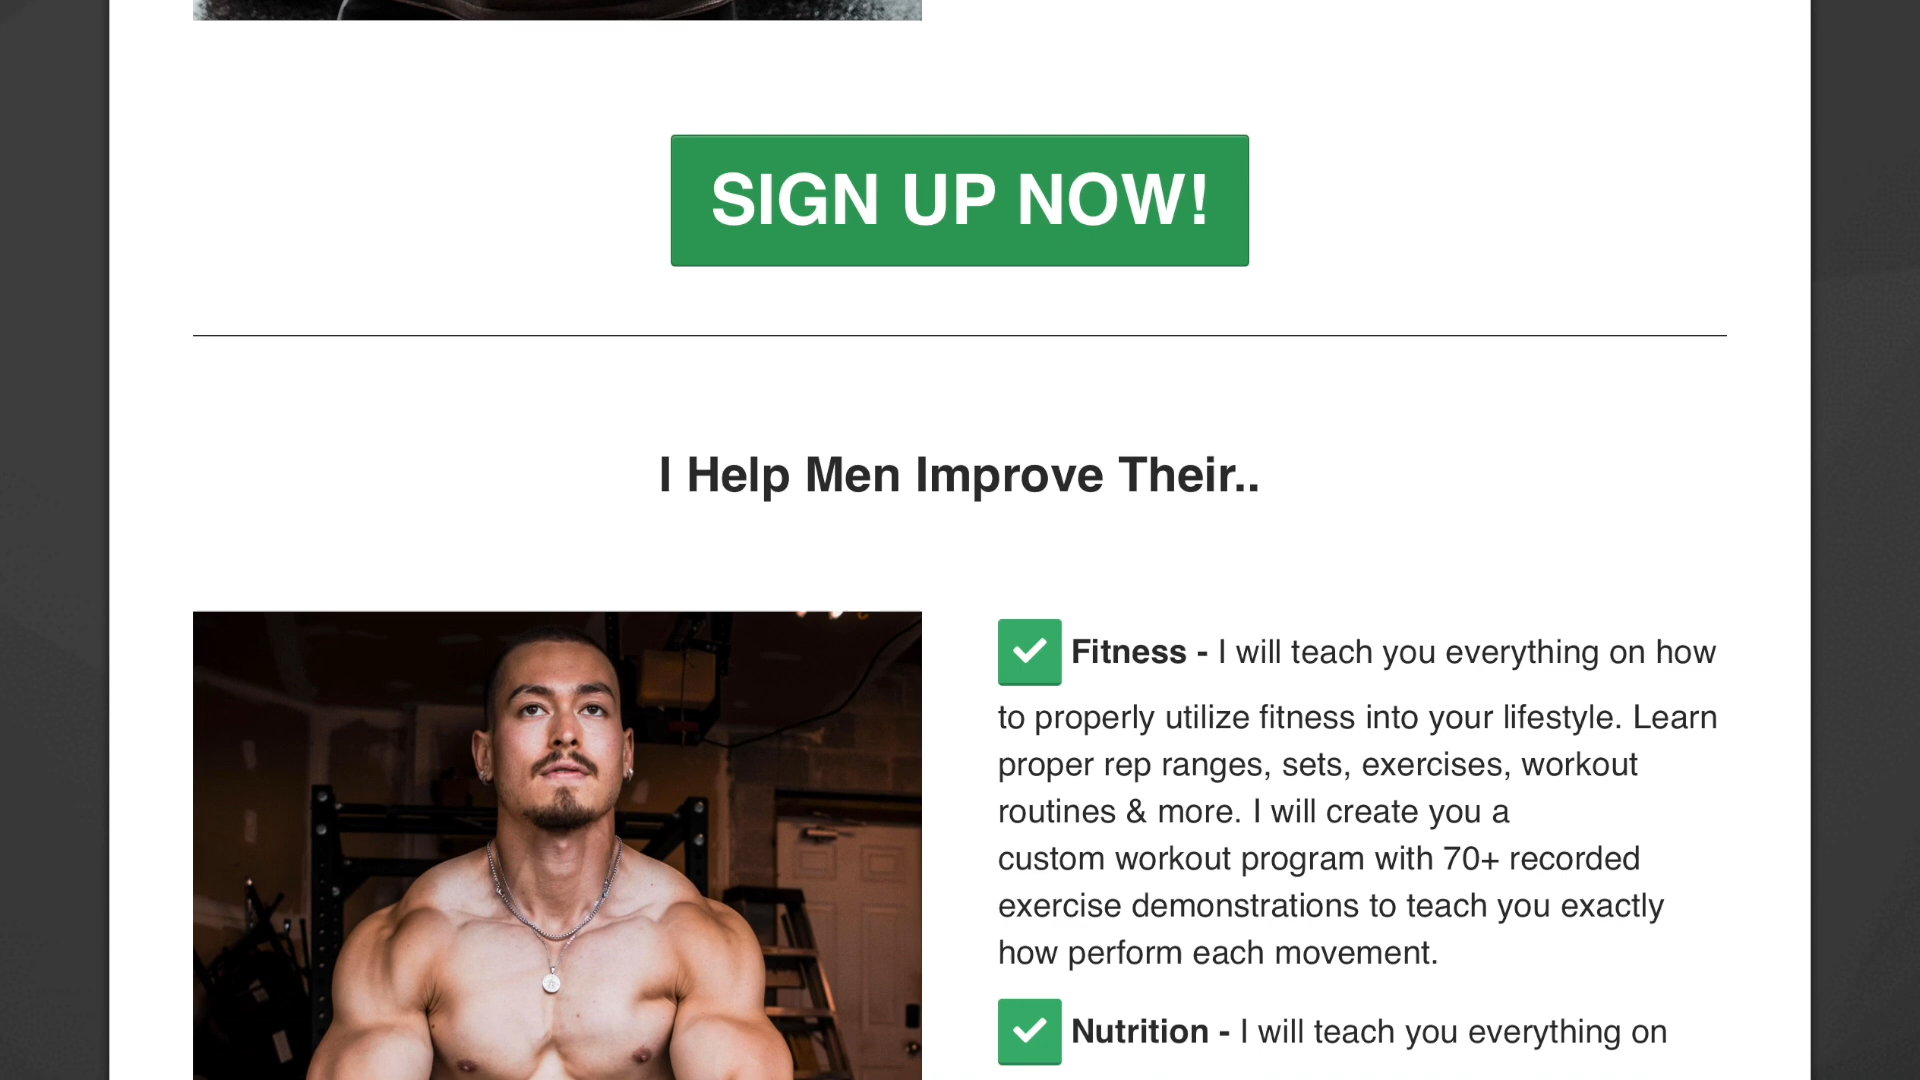 SIGN UP NOW!
I Help Men Improve Their..
Fitness - I will teach you everything on how
to properly utilize fitness into your lifestyle. Learn
proper rep ranges, sets, exercises, workout
routines & more. I will create you a
custom workout program with 70+ recorded
exercise demonstrations to teach you exactly
how perform each movement.
Nutrition - I will teach you everything on